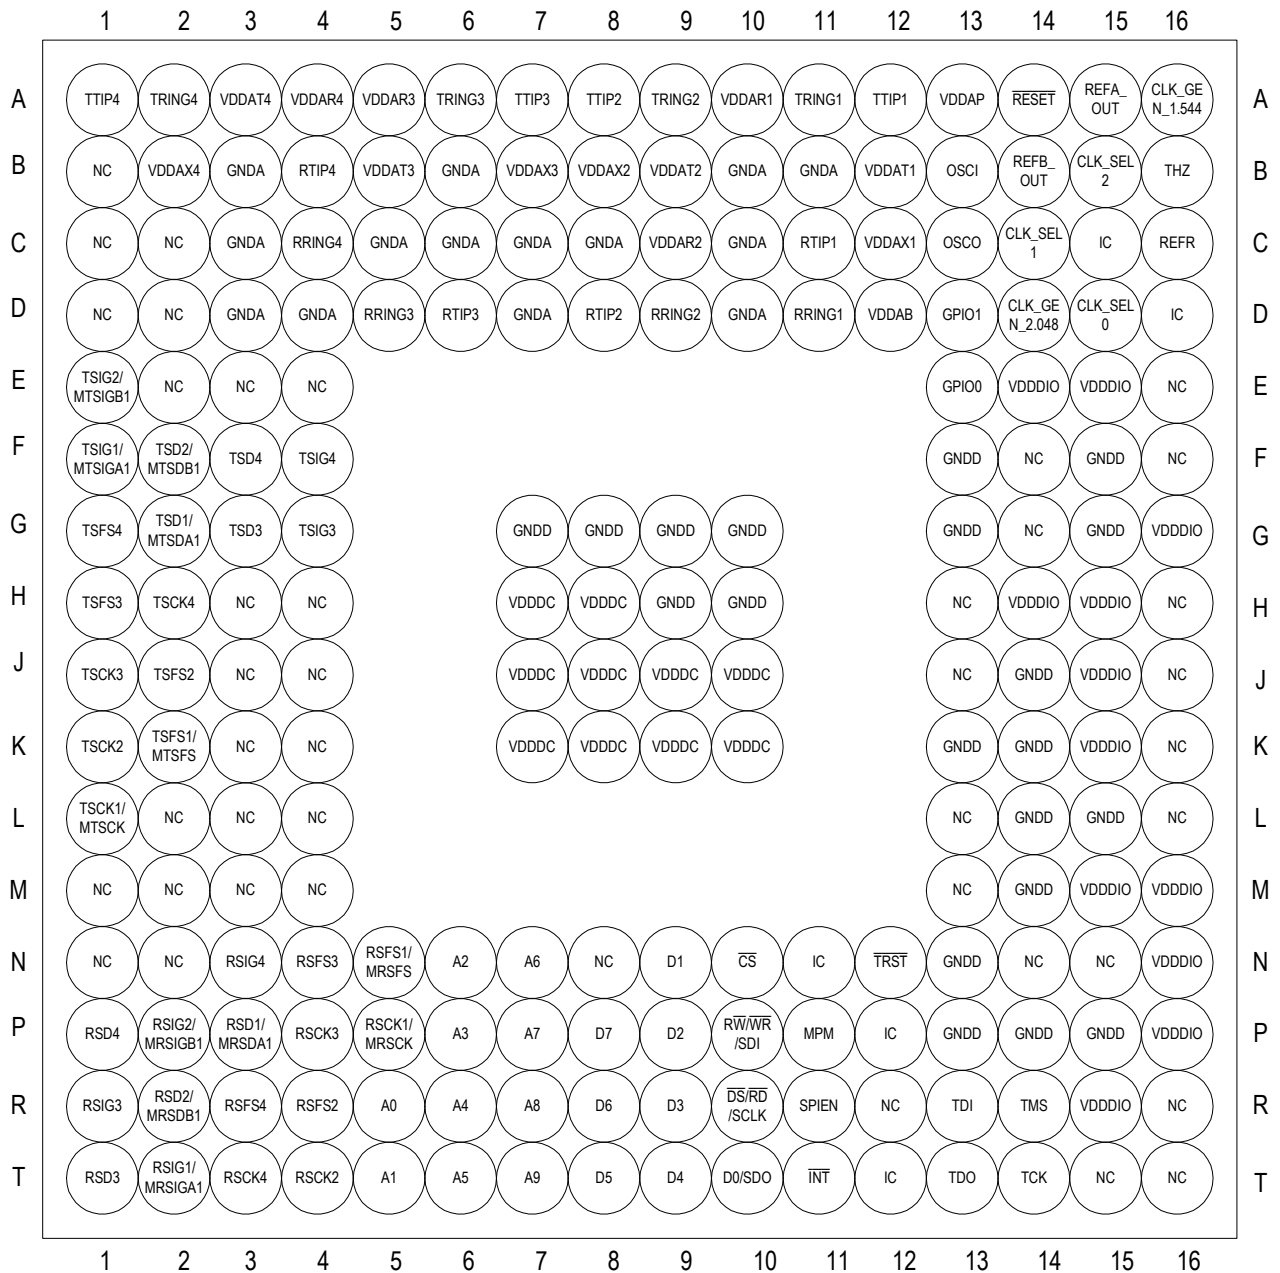 1 2 3 4 5 6 7 8 9 10 11 12 13 14 15 16
A TTIP4 TRING4 VDDAT4 VDDAR4 VDDAR3 TRING3 TTIP3 TTIP2 TRING2 VDDAR1 TRING1 TTIP1 VDDAP RESET REFA_ OUT CLK_GE N_1.544 A
B NC VDDAX4 GNDA RTIP4 VDDAT3 GNDA VDDAX3 VDDAX2 VDDAT2 GNDA GNDA VDDAT1 OSCI REFB_ OUT CLK_SEL 2 THZ B
C NC NC GNDA RRING4 GNDA GNDA GNDA GNDA VDDAR2 GNDA RTIP1 VDDAX1 OSCO CLK_SEL 1 IC REFR C
D NC NC GNDA GNDA RRING3 RTIP3 GNDA RTIP2 RRING2 GNDA RRING1 VDDAB GPIO1 CLK_GE N_2.048 CLK_SEL 0 IC D
E TSIG2/ MTSIGB1 NC NC NC GPIO0 VDDDIO VDDDIO NC E
F TSIG1/ MTSIGA1 TSD2/ MTSDB1 TSD4 TSIG4 GNDD NC GNDD NC F
G TSFS4 TSD1/ MTSDA1 TSD3 TSIG3 GNDD GNDD GNDD GNDD GNDD NC GNDD VDDDIO G
H TSFS3 TSCK4 NC NC VDDDC VDDDC GNDD GNDD NC VDDDIO VDDDIO NC H
J TSCK3 TSFS2 NC NC VDDDC VDDDC VDDDC VDDDC NC GNDD VDDDIO NC J
K TSCK2 TSFS1/ MTSFS NC NC VDDDC VDDDC VDDDC VDDDC GNDD GNDD VDDDIO NC K
L TSCK1/ MTSCK NC NC NC NC GNDD GNDD NC L
M NC NC NC NC NC GNDD VDDDIO VDDDIO M
N NC NC RSIG4 RSFS3 RSFS1/ MRSFS A2 A6 NC D1 CS IC TRST GNDD NC NC VDDDIO N
P RSD4 RSIG2/ MRSIGB1 RSD1/ MRSDA1 RSCK3 RSCK1/ MRSCK A3 A7 D7 D2 RW/WR /SDI MPM IC GNDD GNDD GNDD VDDDIO P
R RSIG3 RSD2/ MRSDB1 RSFS4 RSFS2 A0 A4 A8 D6 D3 DS/RD /SCLK SPIEN NC TDI TMS VDDDIO NC R
T RSD3 RSIG1/ MRSIGA1 RSCK4 RSCK2 A1 A5 A9 D5 D4 D0/SDO INT IC TDO TCK NC NC T
1 2 3 4 5 6 7 8 9 10 11 12 13 14 15 16